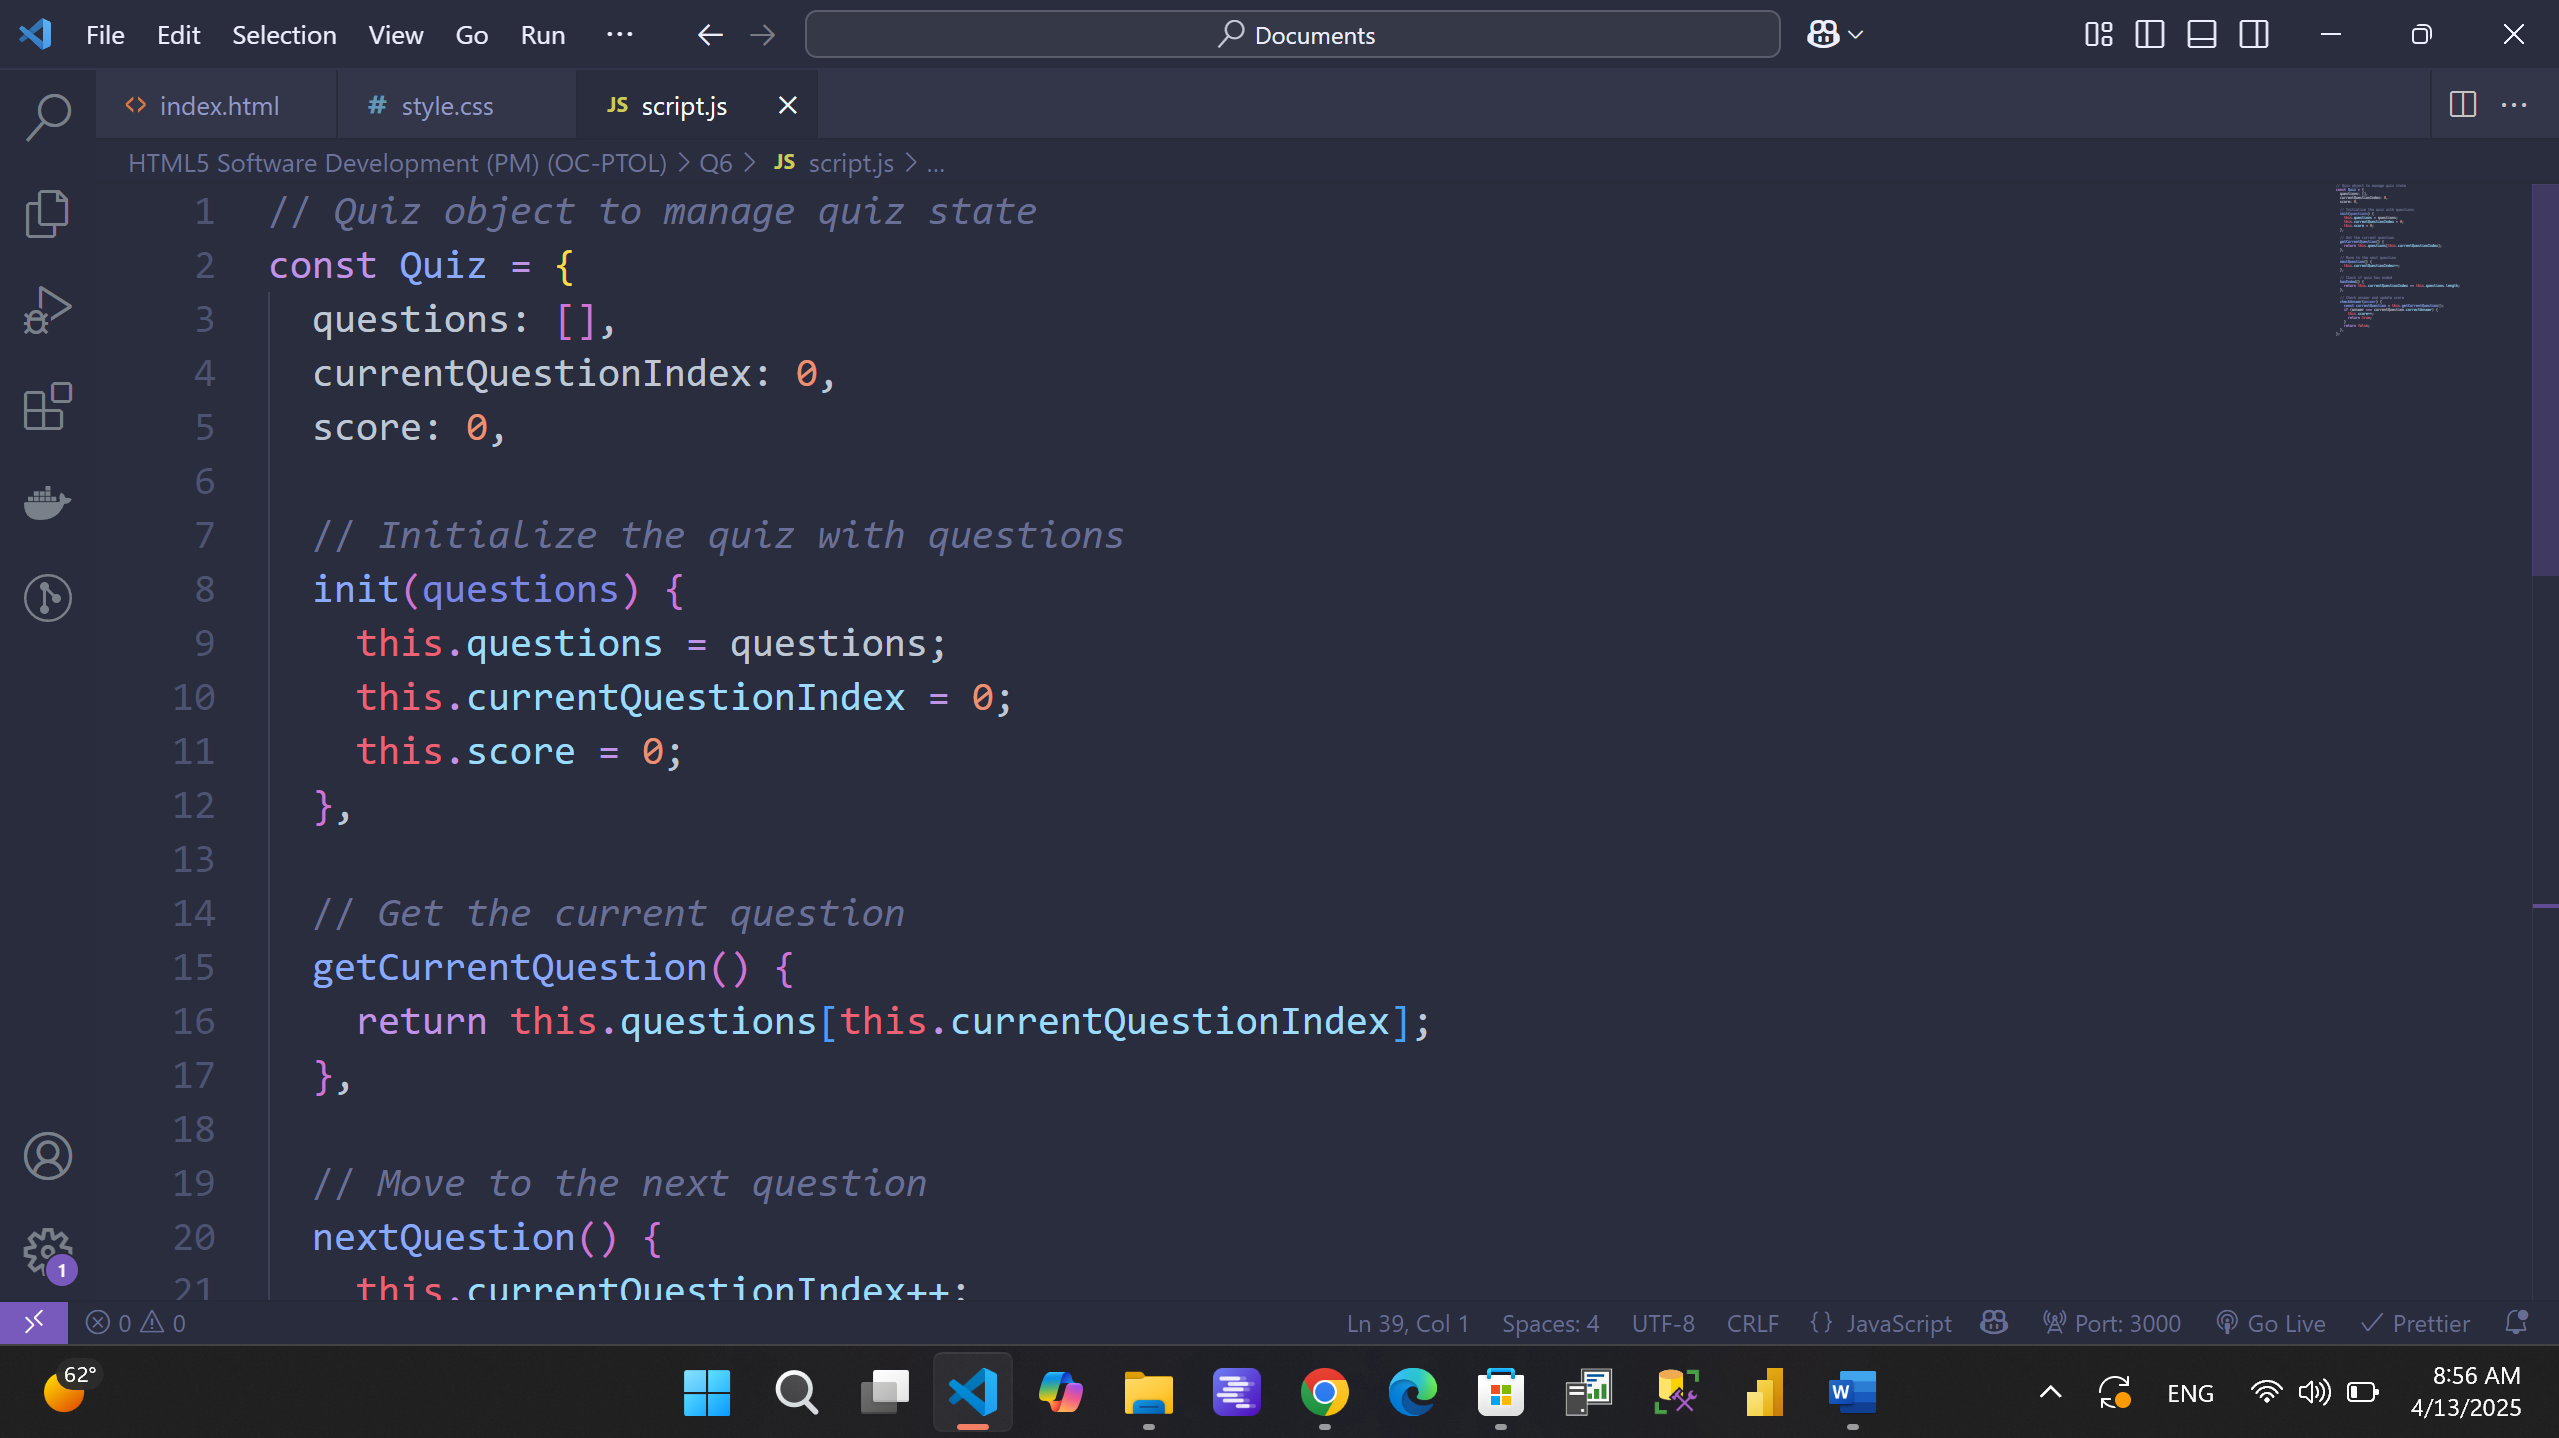 File Edit Selection View Go Run ··· Documents
index.html # style.css JS script.js
HTML5 Software Development (PM) (OC-PTOL) > Q6 > JS script.js > ...
1 // Quiz object to manage quiz state
2 const Quiz = {
3 questions: [],
4 currentQuestionIndex: 0,
5 score: 0,
6
7 // Initialize the quiz with questions
8 init(questions) {
9 this.questions = questions;
10 this.currentQuestionIndex = 0;
11 this.score = 0;
12 },
13
14 // Get the current question
15 getCurrentQuestion() {
16 return this.questions[this.currentQuestionIndex];
17 },
18
19 // Move to the next question
20 nextQuestion() {
21 this.currentQuestionIndex++;
1
0 0 Ln 39, Col 1 Spaces: 4 UTF-8 CRLF {} JavaScript Port: 3000 Go Live Prettier
62° W ENG 8:56 AM
4/13/2025